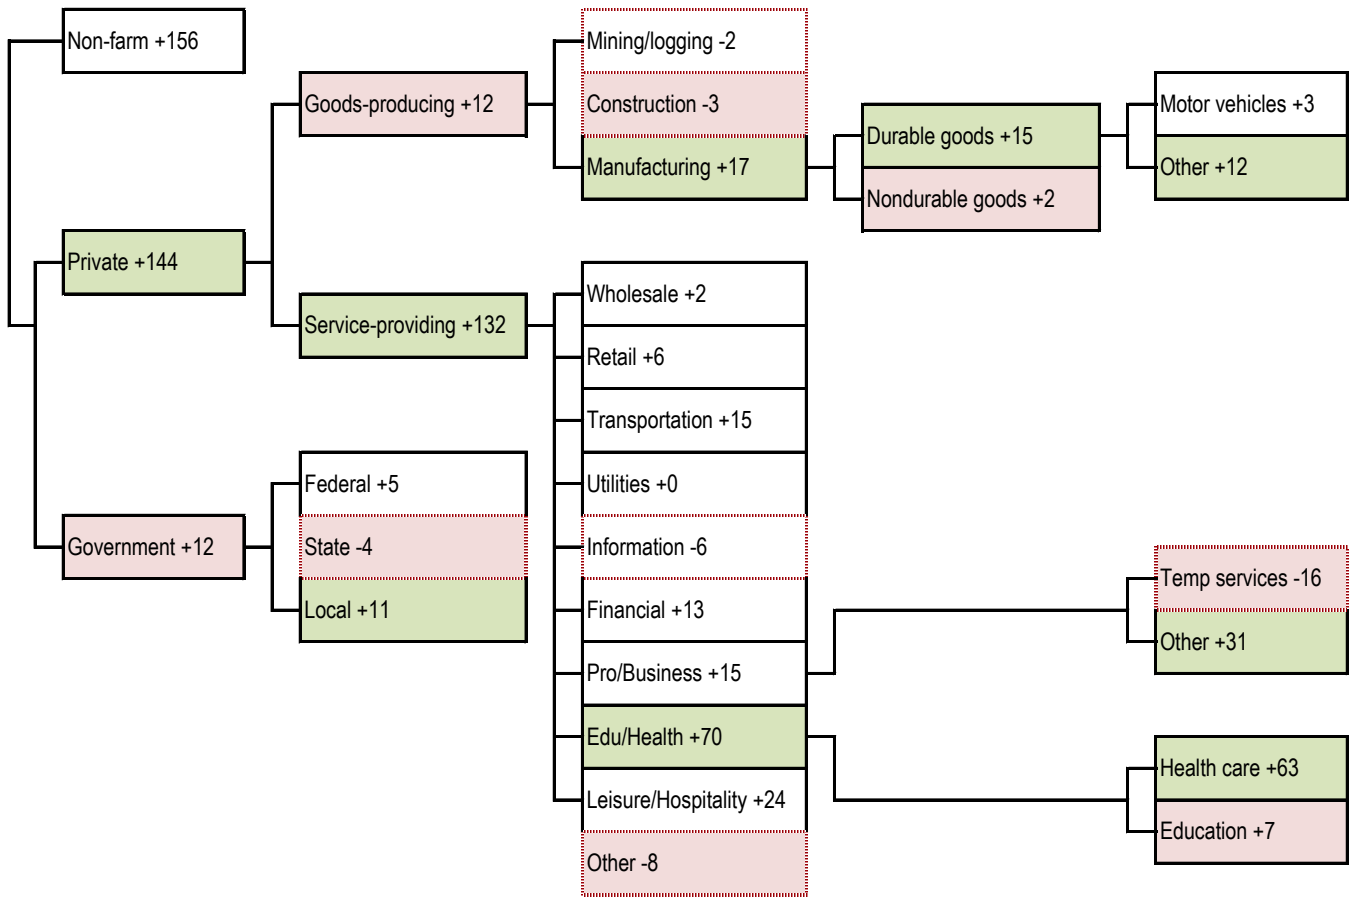 Non-farm +156
Private +144
Government +12
Goods-producing +12
Service-providing +132
Federal +5
State -4
Local +11
Mining/logging -2
Construction -3
Manufacturing +17
Wholesale +2
Retail +6
Transportation +15
Utilities +0
Information -6
Financial +13
Pro/Business +15
Edu/Health +70
Leisure/Hospitality +24
Other -8
Durable goods +15
Nondurable goods +2
Motor vehicles +3
Other +12
Temp services -16
Other +31
Health care +63
Education +7